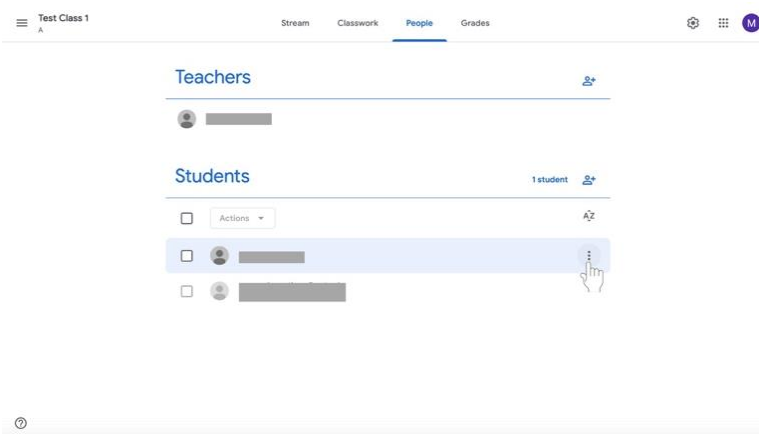 Test Class 1
A
Stream Classwork People Grades
M
Teachers
Students
1 student
Actions
AZ